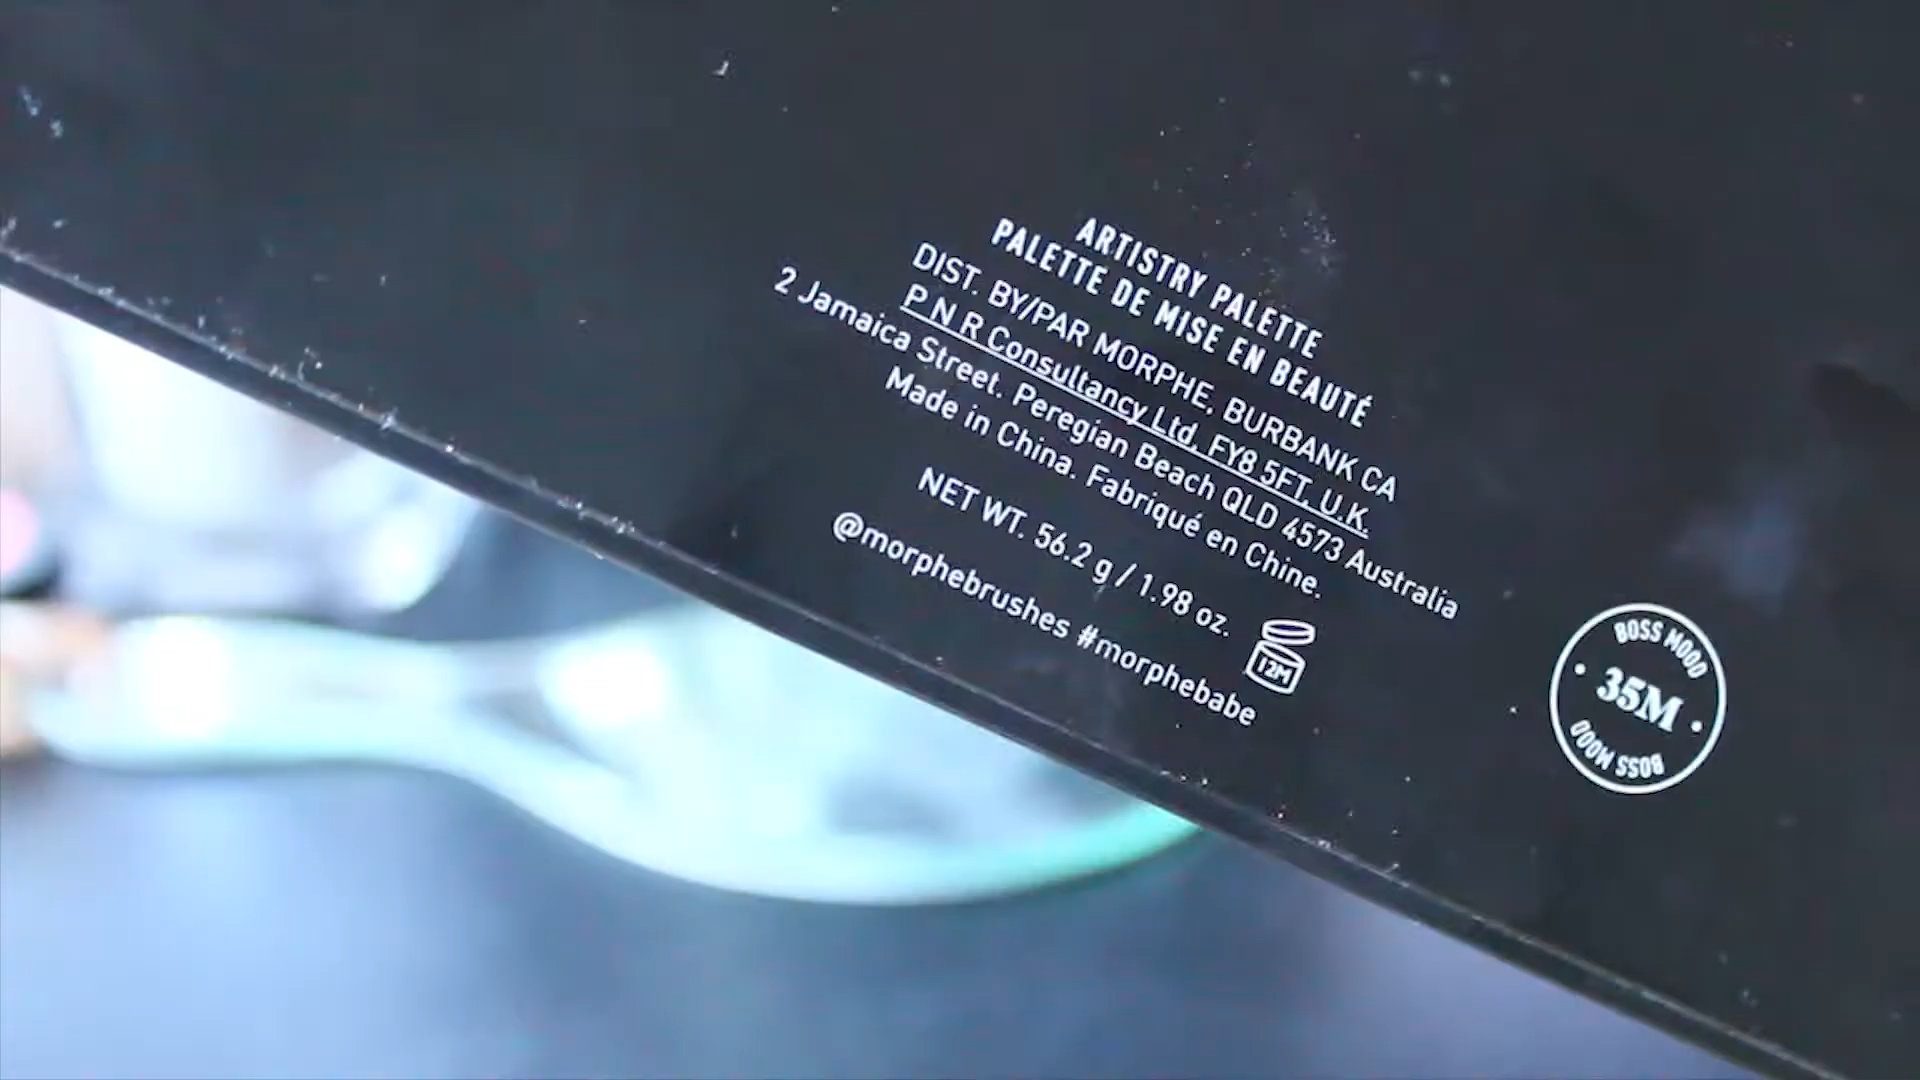 ARTISTRY PALETTE
PALETTE DE MISE EN BEAUTÉ
DIST. BY/PAR MORPHE, BURBANK CA
P N R Consultancy Ltd, FY8 5FT, U.K.
2 Jamaica Street. Peregian Beach QLD 4573 Australia
Made in China. Fabriqué en Chine.
NET WT. 56.2 g / 1.98 oz.
12M
@morphebrushes #morphebabe
BOSS MOOD
35M
BOSS MOOD